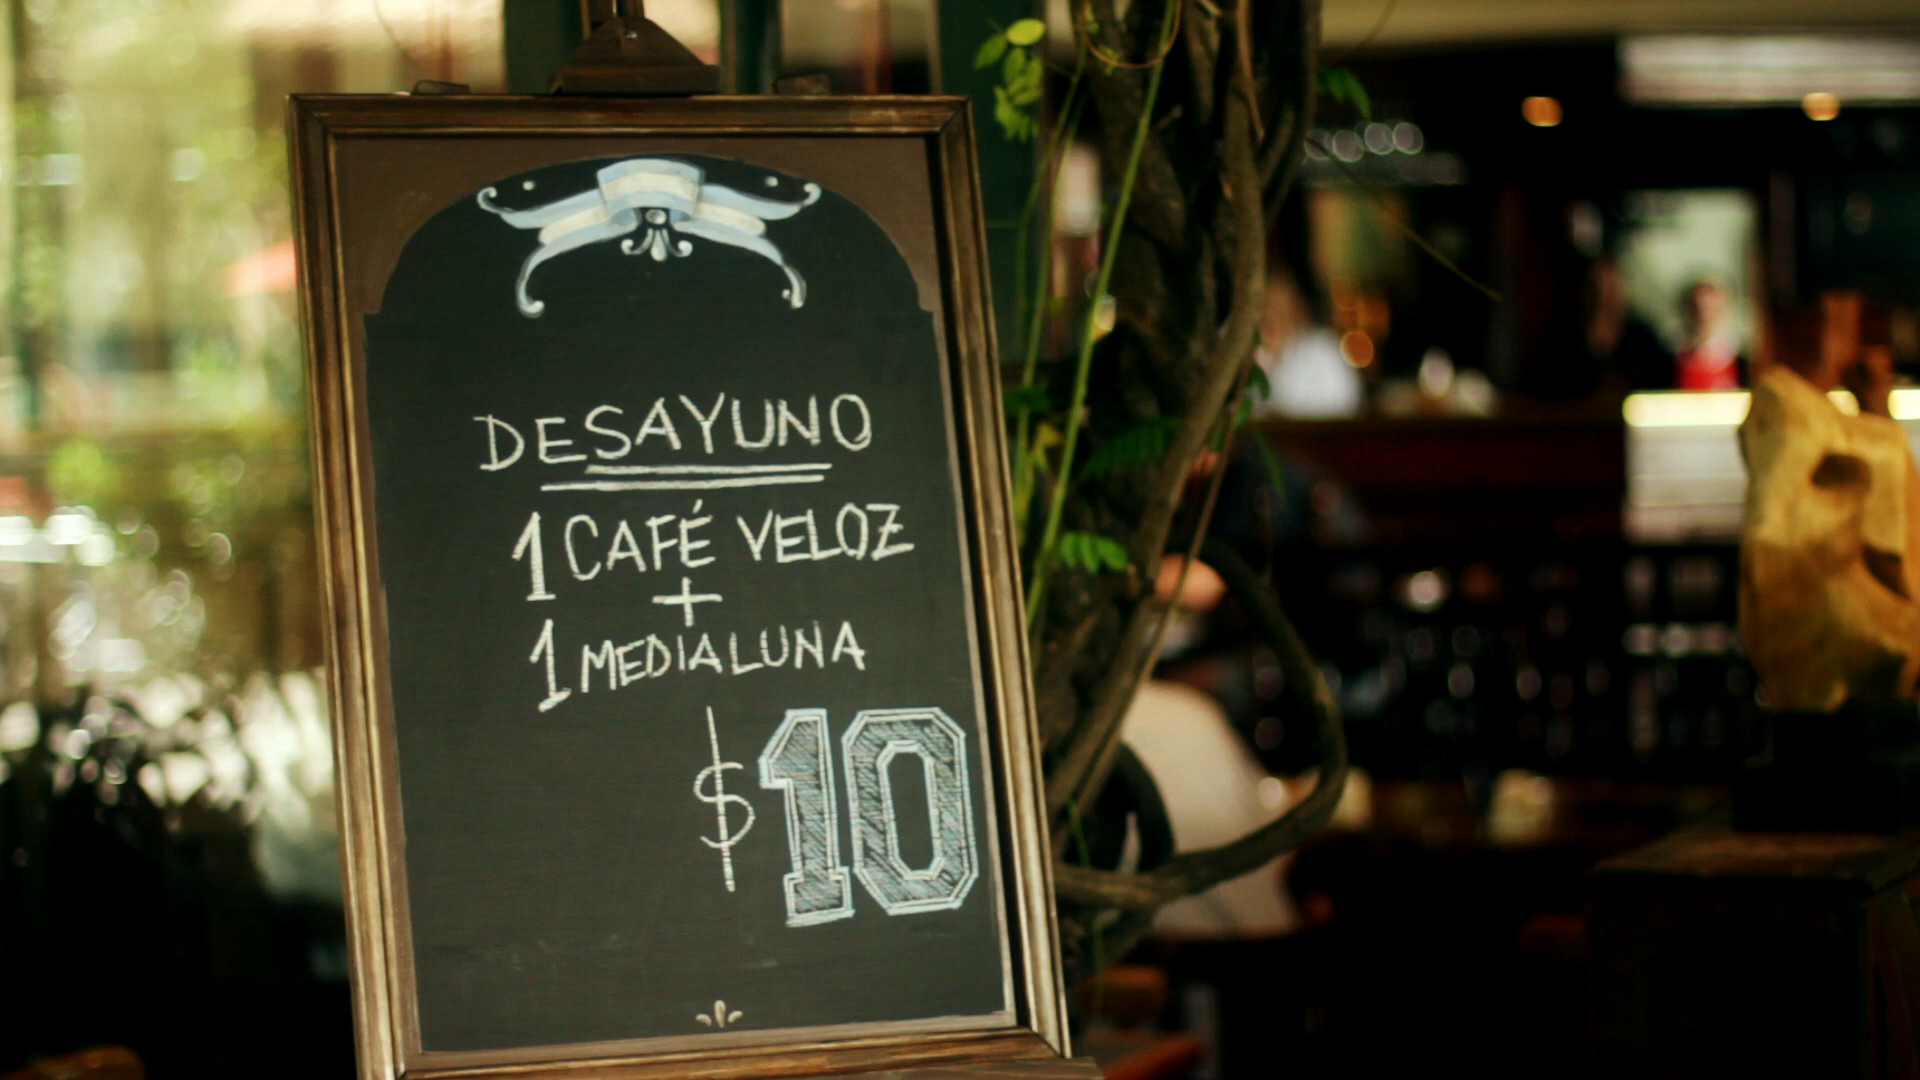 DESAYUNO
1 CAFÉ VELOZ
+
1 MEDIALUNA
$10